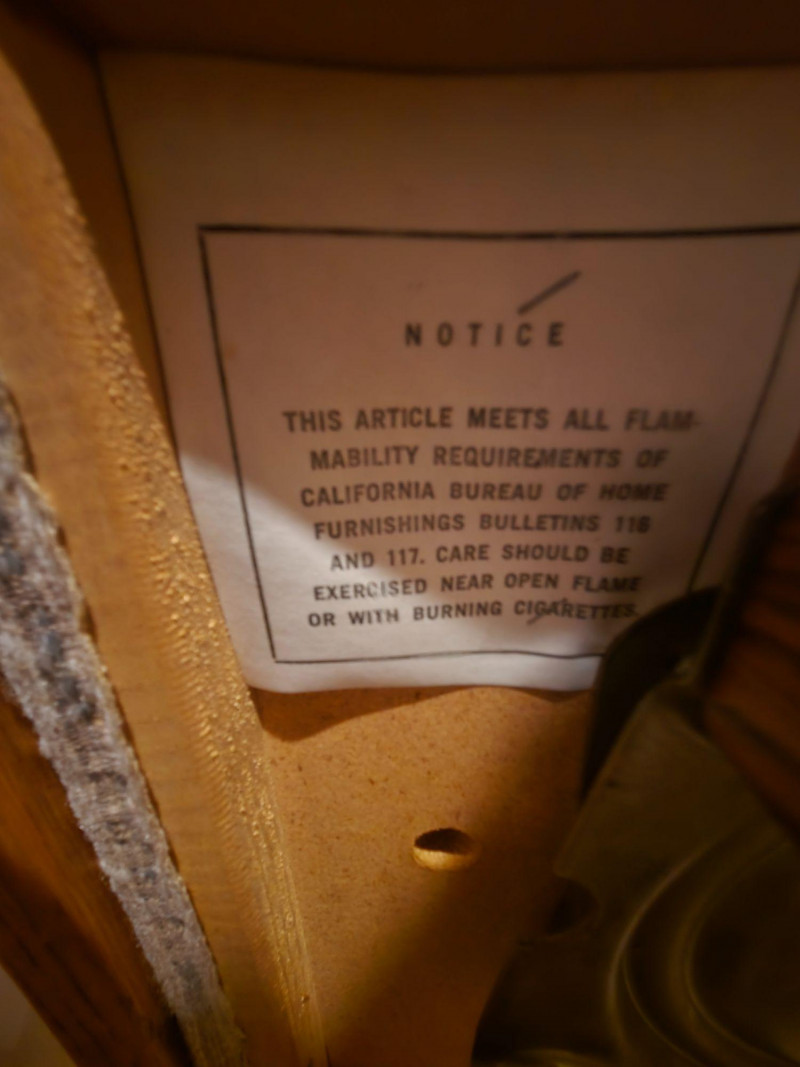 NOTICE
THIS ARTICLE MEETS ALL FLAM-
MABILITY REQUIREMENTS OF
CALIFORNIA BUREAU OF HOME
FURNISHINGS BULLETINS 116
AND 117. CARE SHOULD BE
EXERCISED NEAR OPEN FLAME
OR WITH BURNING CIGARETTES.